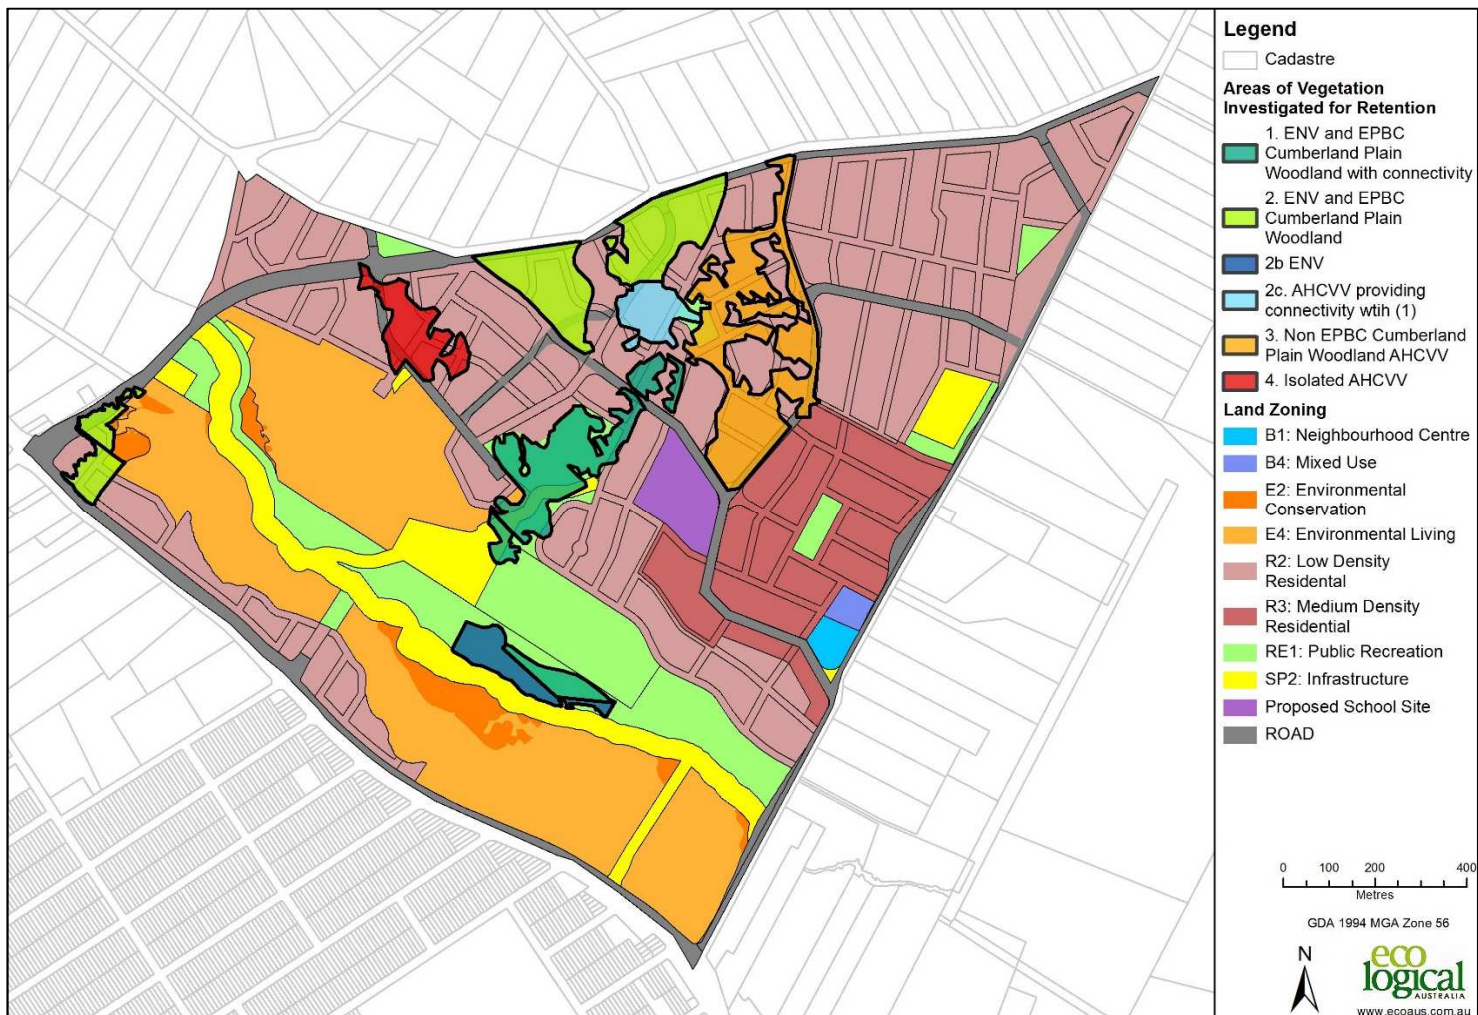 Legend
Cadastre
Areas of Vegetation
Investigated for Retention
1. ENV and EPBC
Cumberland Plain
Woodland with connectivity
2. ENV and EPBC
Cumberland Plain
Woodland
2b ENV
2c. AHCVV providing
connectivity wtih (1)
3. Non EPBC Cumberland
Plain Woodland AHCVV
4. Isolated AHCVV
Land Zoning
B1: Neighbourhood Centre
B4: Mixed Use
E2: Environmental
Conservation
E4: Environmental Living
R2: Low Density
Residental
R3: Medium Density
Residential
RE1: Public Recreation
SP2: Infrastructure
Proposed School Site
ROAD
0 100 200 400
Metres
GDA 1994 MGA Zone 56
N
eco
logical
AUSTRALIA
www.ecoaus.com.au